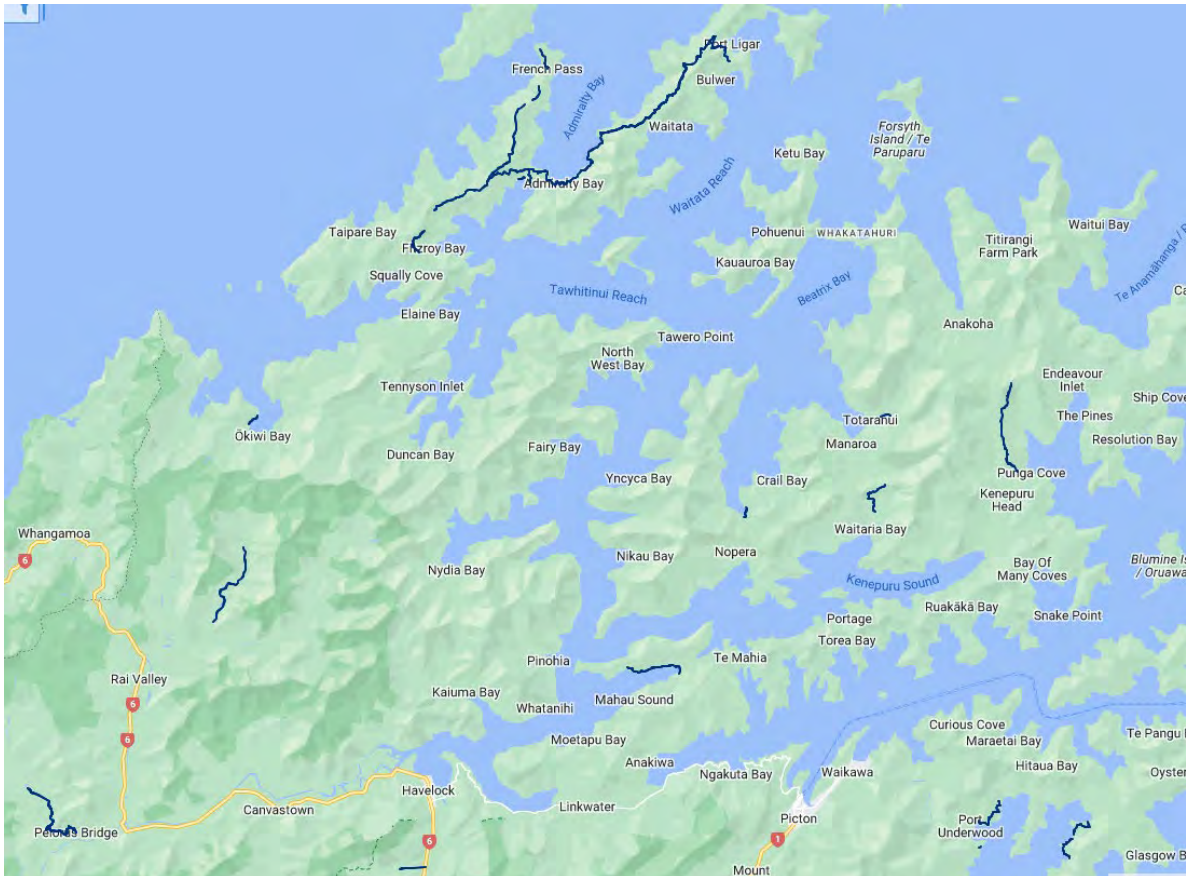 Port Ligar
French Pass
Bulwer
Admiralty Bay
Waitata
Forsyth
Island / Te
Paruparu
Ketu Bay
Admiralty Bay
Waitata Reach
Taipare Bay
Fitzroy Bay
Pohuenui
WHAKATAHURI
Waitui Bay
Titirangi
Farm Park
Kauauroa Bay
Squally Cove
Tawhitinui Reach
Beatrix Bay
Te Anamāhanga /
Elaine Bay
Anakoha
Tawero Point
North
West Bay
Tennyson Inlet
Endeavour
Inlet
Ship Cove
Totaranui
The Pines
Ōkiwi Bay
Manaroa
Resolution Bay
Duncan Bay
Fairy Bay
Yncyca Bay
Crail Bay
Punga Cove
Kenepuru
Head
Whangamoa
Waitaria Bay
6
Nikau Bay
Nopera
Nydia Bay
Bay Of
Many Coves
Blumine
/ Oruawa
Kenepuru Sound
Ruakākā Bay
Snake Point
Portage
Torea Bay
Pinohia
Te Mahia
Rai Valley
Kaiuma Bay
Mahau Sound
6
Whatanihi
Curious Cove
Te Pangu
6
Moetapu Bay
Maraetai Bay
Anakiwa
Ngakuta Bay
Waikawa
Hitaua Bay
Oyster
Havelock
Canvastown
Linkwater
Picton
Pelorus Bridge
Port
Underwood
6
1
Glasgow
Mount